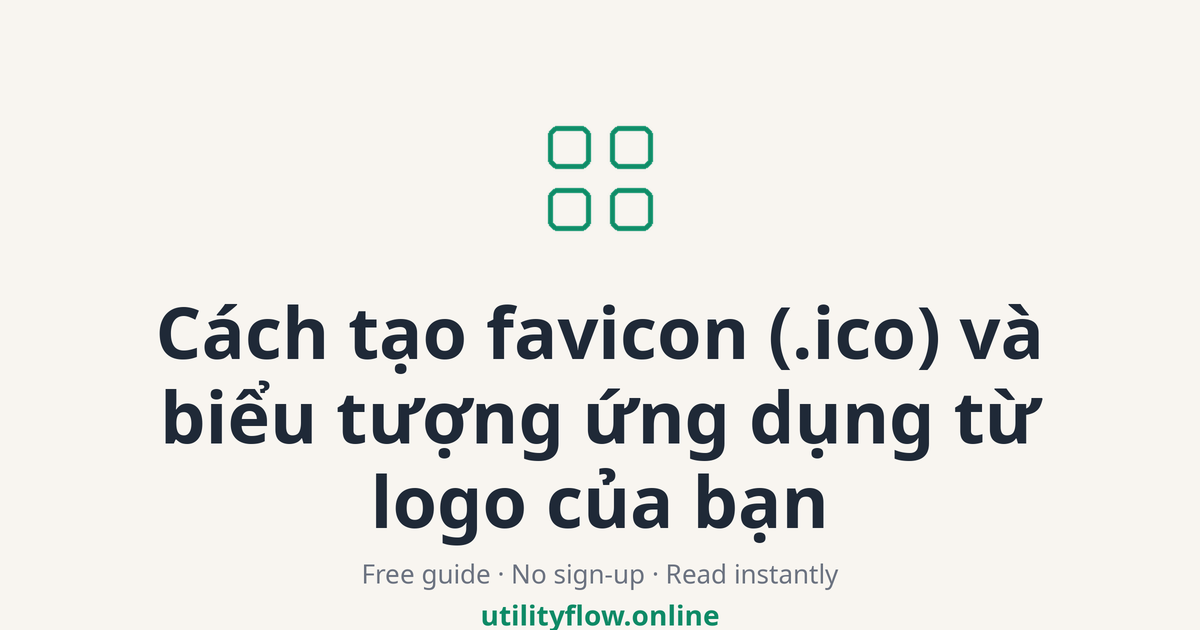 Cách tạo favicon (.ico) và
biểu tượng ứng dụng từ
logo của bạn
Free guide · No sign-up · Read instantly
utilityflow.online